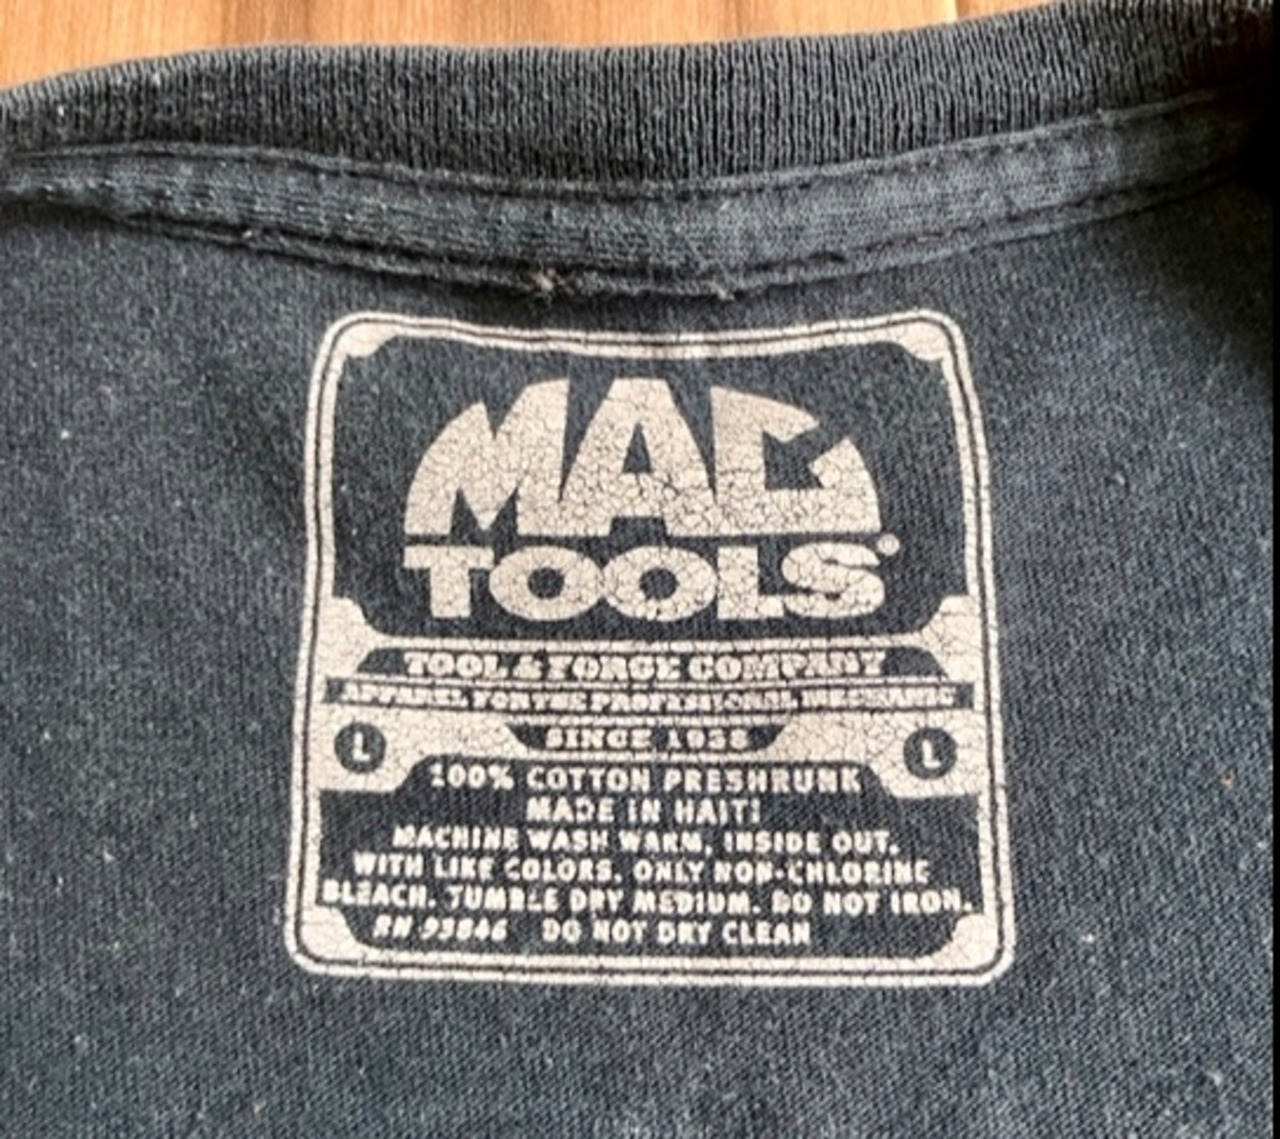 MAC
TOOLS®
TOOL & FORGE COMPANY
APPAREL FOR THE PROFESSIONAL MECHANIC
SINCE 1938
L
L
100% COTTON PRESHRUNK
MADE IN HAITI
MACHINE WASH WARM, INSIDE OUT.
WITH LIKE COLORS. ONLY NON-CHLORINE
BLEACH. TUMBLE DRY MEDIUM. DO NOT IRON.
RN 93846 DO NOT DRY CLEAN